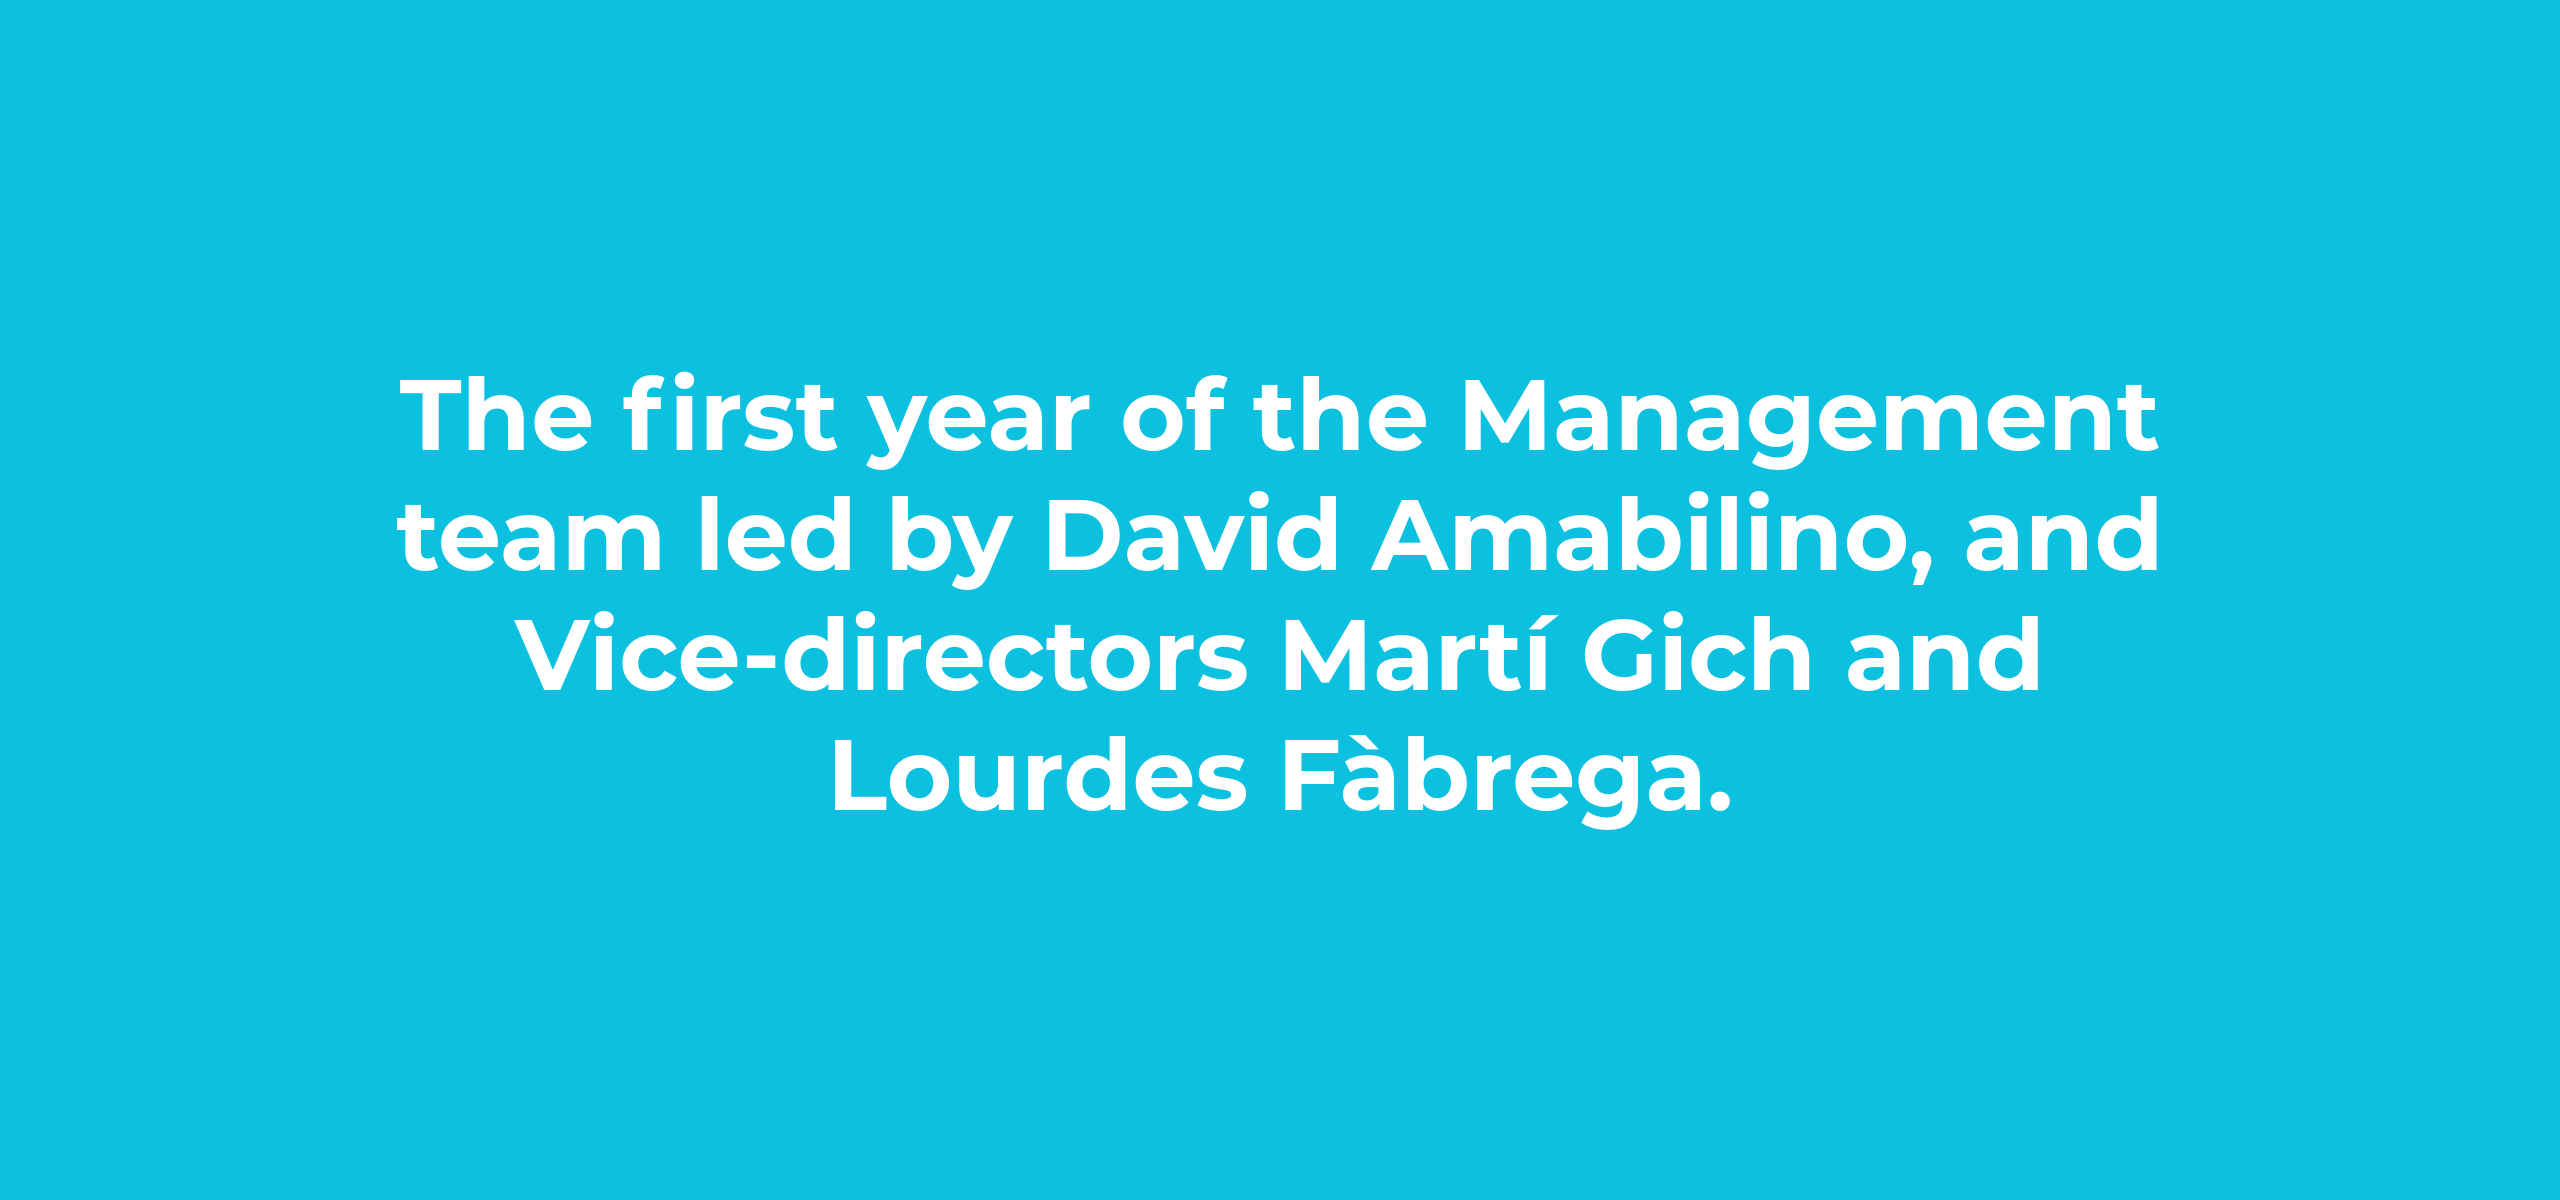 The first year of the Management
team led by David Amabilino, and
Vice-directors Martí Gich and
Lourdes Fàbrega.